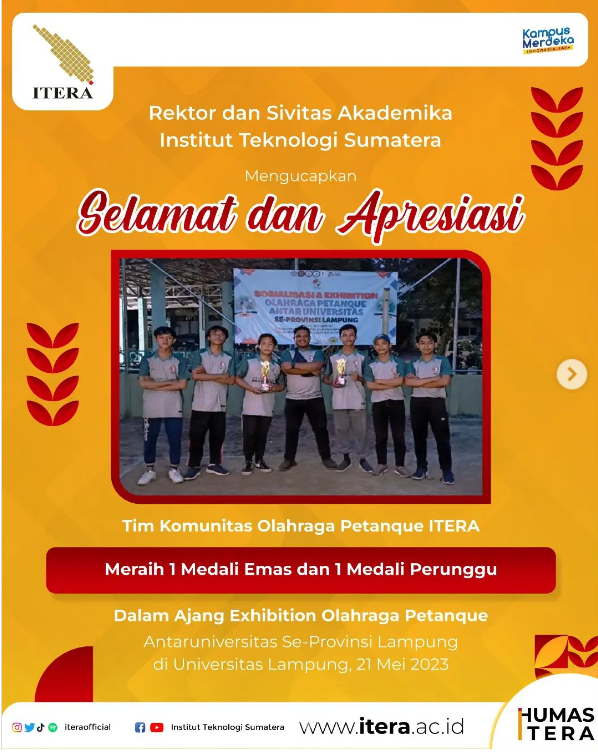 ITERA
Kampus
Merdeka
INDONESIA JAYA
Rektor dan Sivitas Akademika
Institut Teknologi Sumatera
Mengucapkan
Selamat dan Apresiasi
SOSIALISASI & EXHIBITION
OLAHRAGA PETANQUE
ANTAR UNIVERSITAS
SE-PROVINSI LAMPUNG
Tim Komunitas Olahraga Petanque ITERA
Meraih 1 Medali Emas dan 1 Medali Perunggu
Dalam Ajang Exhibition Olahraga Petanque
Antaruniversitas Se-Provinsi Lampung
di Universitas Lampung, 21 Mei 2023
iteraofficial
Institut Teknologi Sumatera
www.itera.ac.id
HUMAS
ITERA